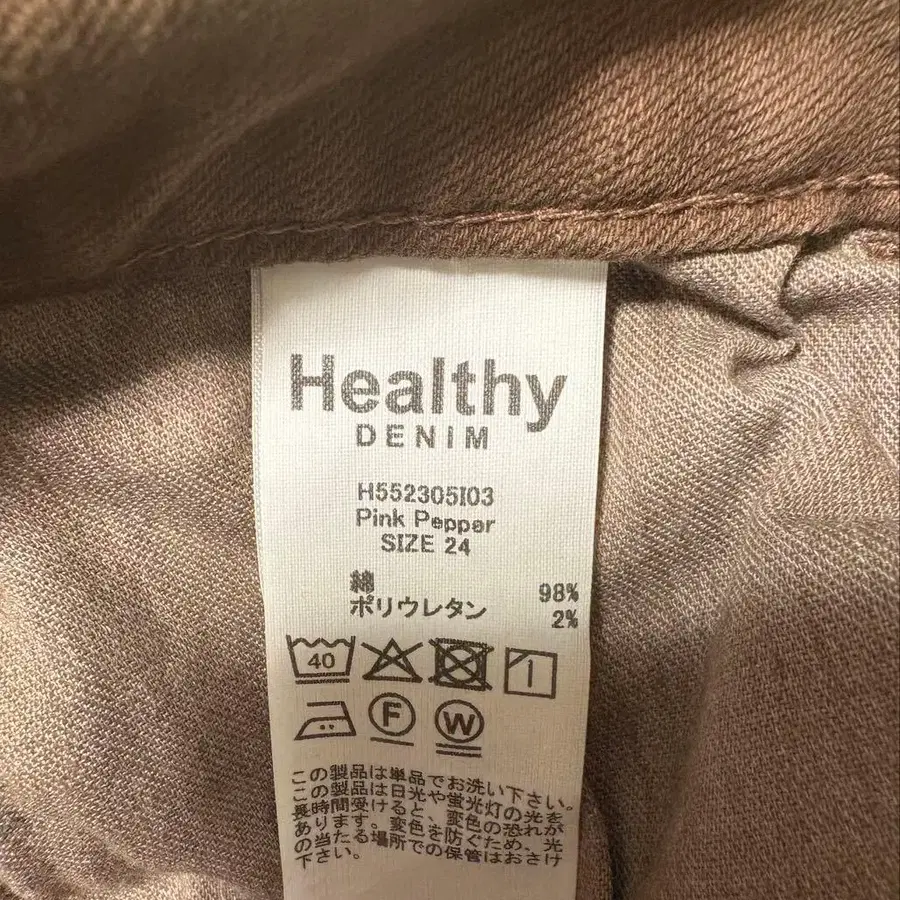 Healthy
DENIM
H552305I03
Pink Pepper
SIZE 24
綿 98%
ポリウレタン 2%
40
F W
この製品は単品でお洗い下さい。
この製品は日光や蛍光灯の光を
長時間受けると、変色の恐れが
あります。変色を防ぐため、光
の当たる場所での保管はおさけ
下さい。